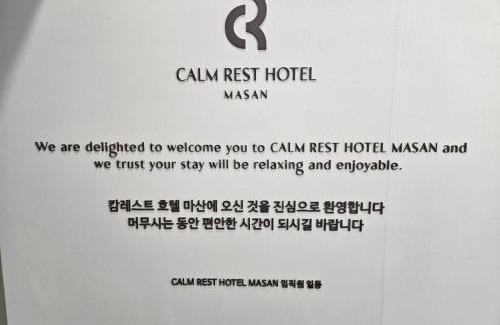 CALM REST HOTEL
MASAN
We are delighted to welcome you to CALM REST HOTEL MASAN and
we trust your stay will be relaxing and enjoyable.
캄레스트 호텔 마산에 오신 것을 진심으로 환영합니다
머무시는 동안 편안한 시간이 되시길 바랍니다
CALM REST HOTEL MASAN 임직원 일동